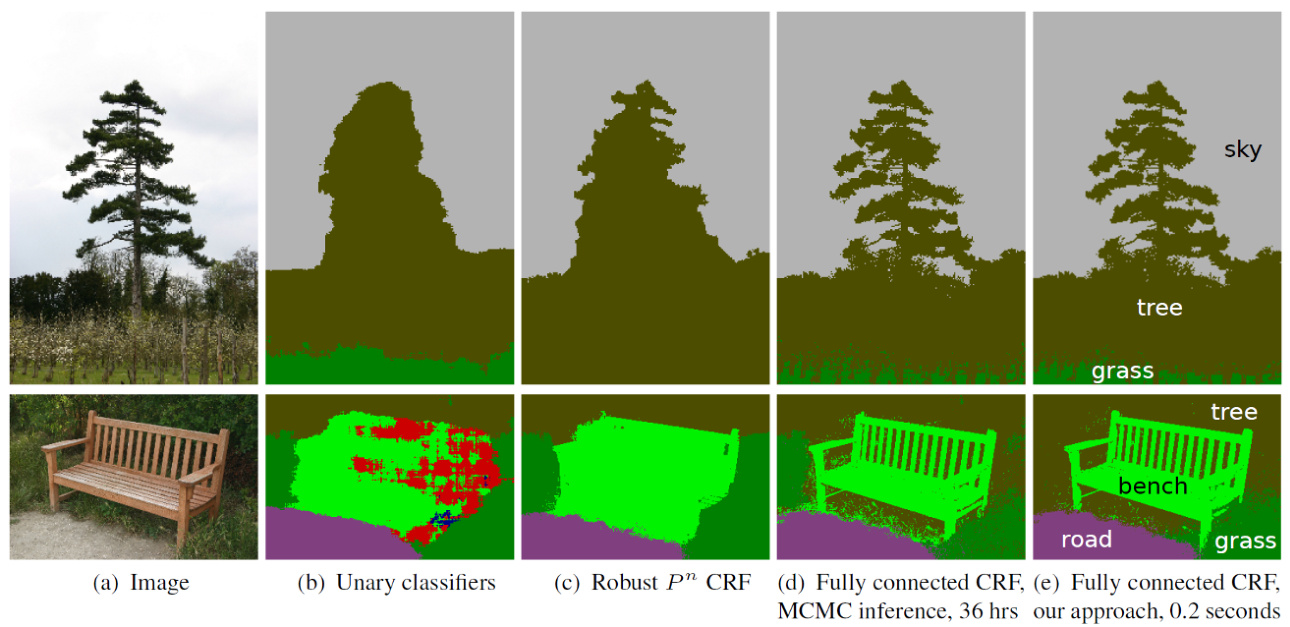 sky
tree
grass
tree
bench
road
grass
(a) Image
(b) Unary classifiers
(c) Robust Pⁿ CRF
(d) Fully connected CRF,
MCMC inference, 36 hrs
(e) Fully connected CRF,
our approach, 0.2 seconds